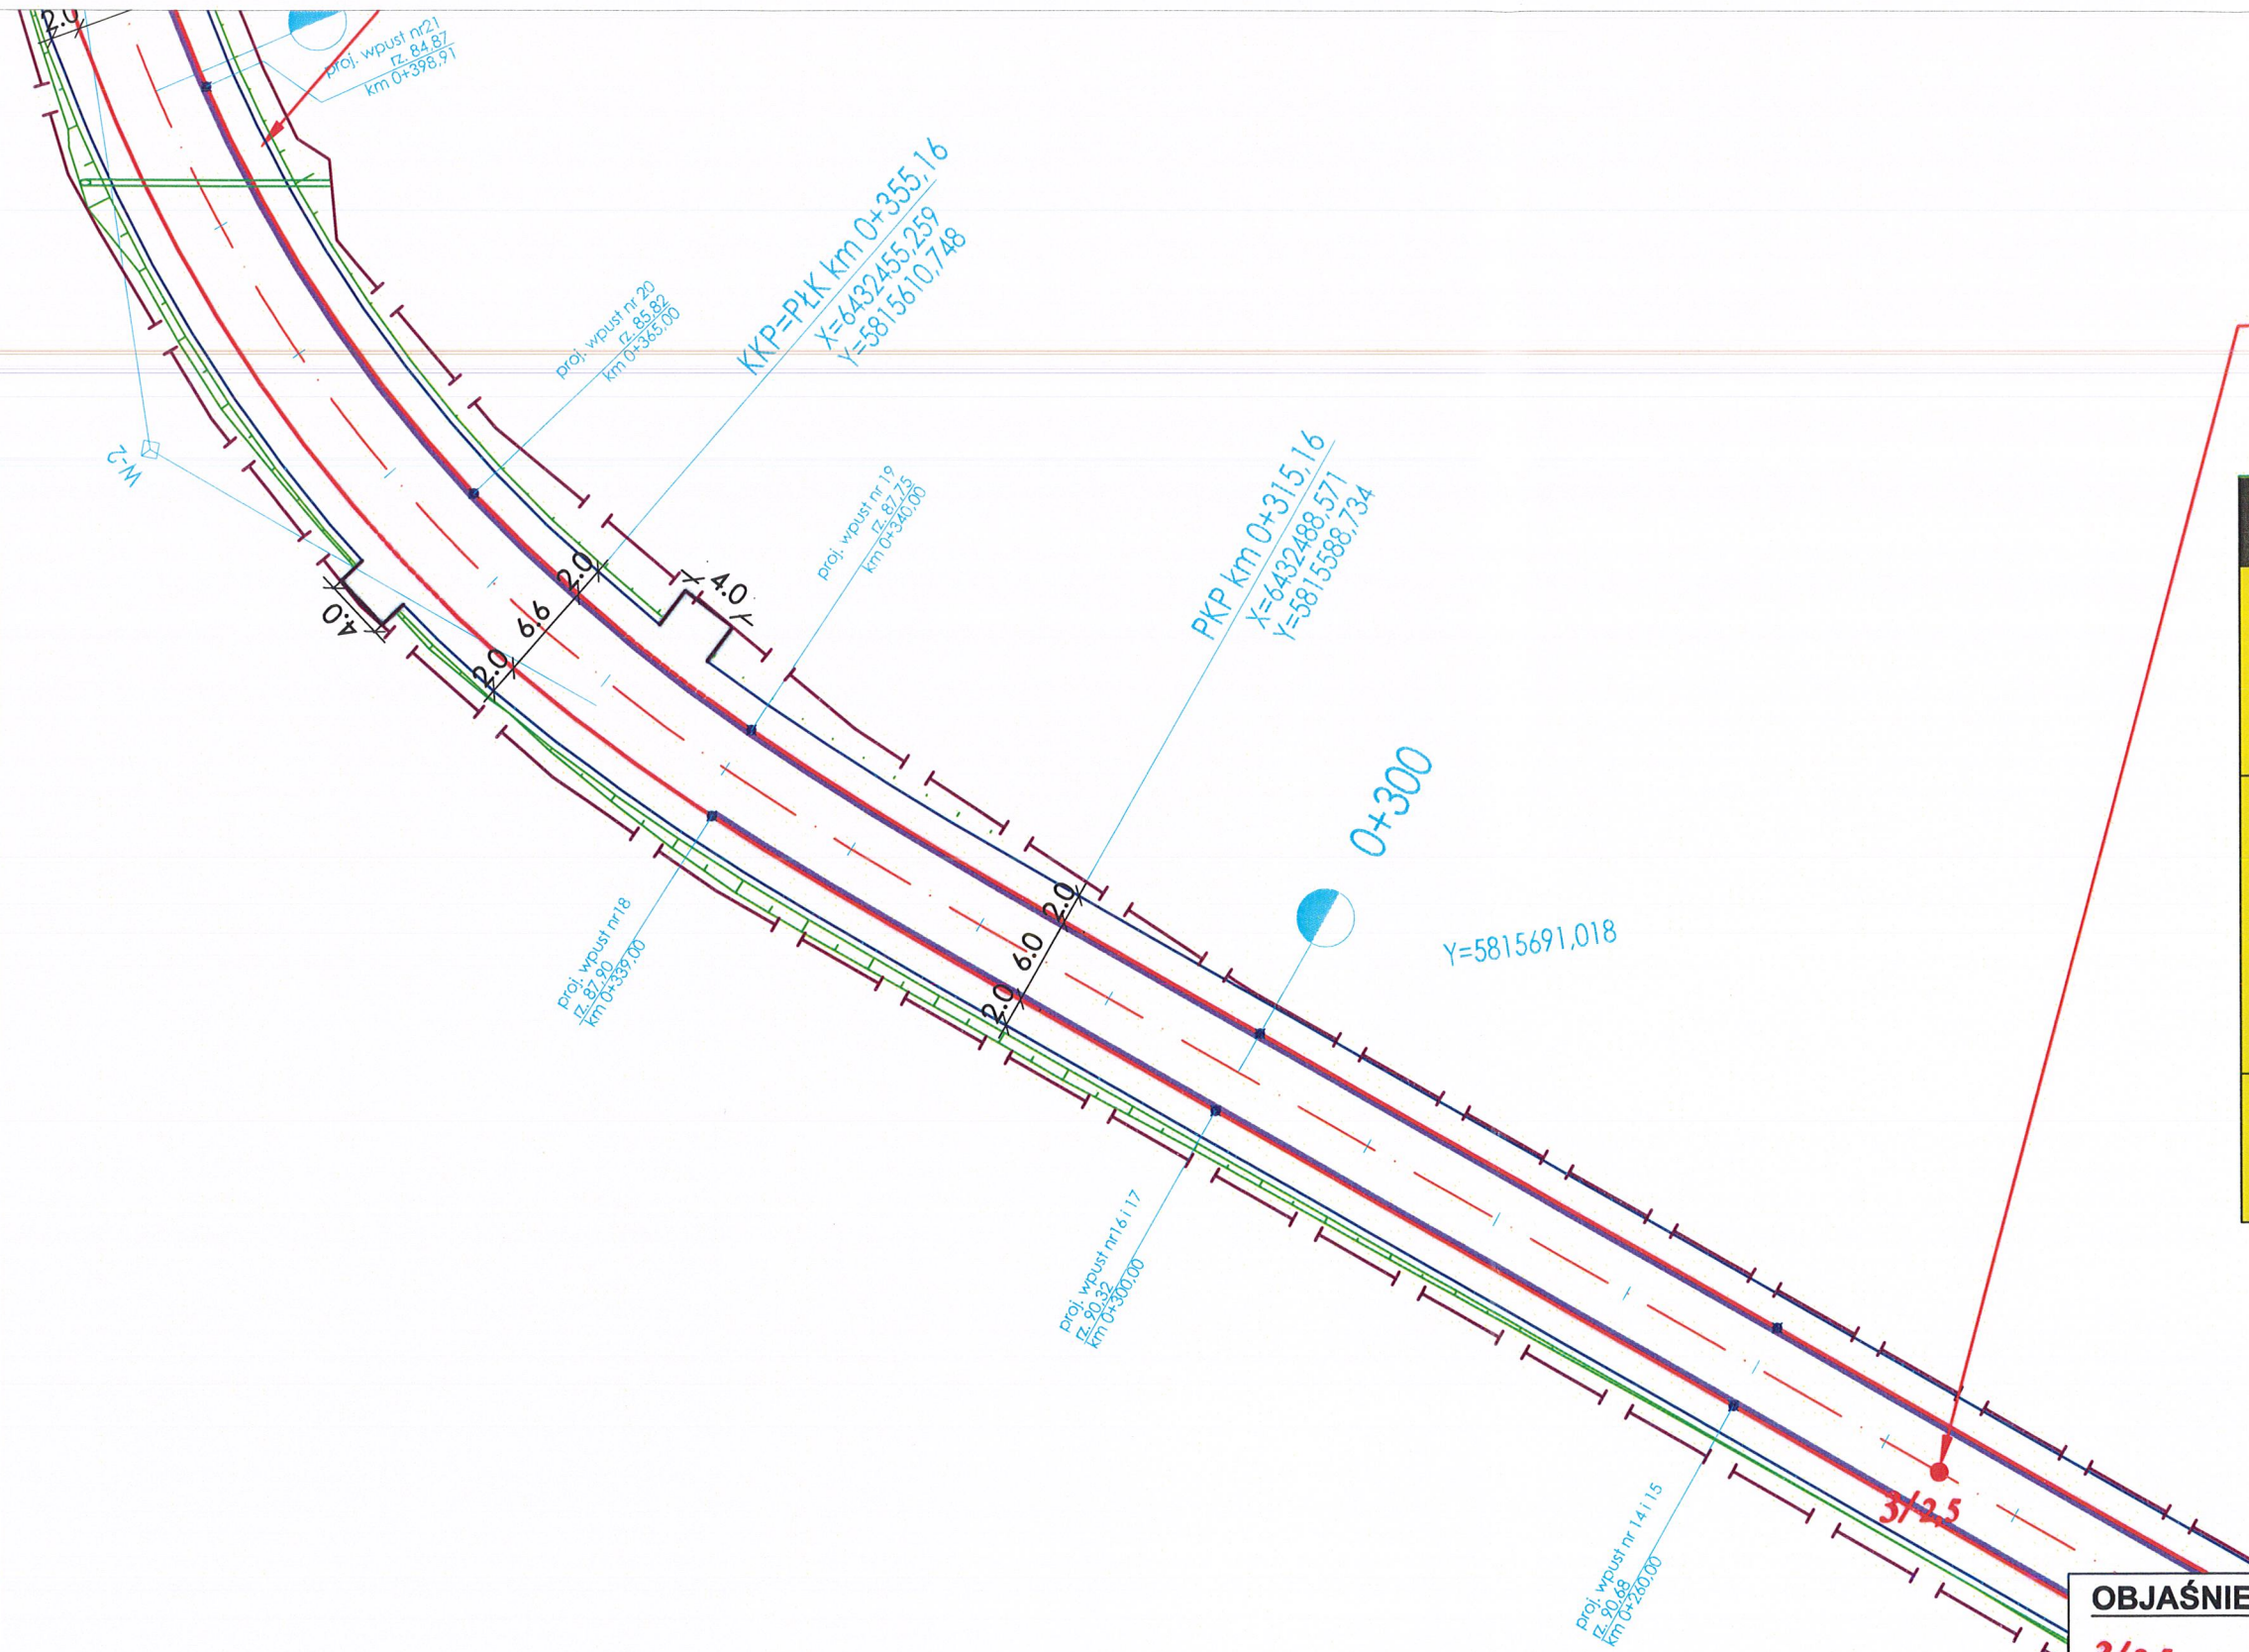 2.0
proj. wpust nr21
rz. 84,87
km 0+398,91
KKP=PŁK km 0+355,16
X=6432455,259
Y=5815610,748
proj. wpust nr 20
rz. 85,82
km 0+365,00
W-2
proj. wpust nr 19
rz. 87,75
km 0+340,00
PKP km 0+315,16
X=6432488,571
Y=5815588,734
2.0
4.0
4.0
6.6
2.0
0+300
2.0
6.0
2.0
Y=5815691,018
proj. wpust nr18
rz. 87,90
km 0+339,00
proj. wpust nr16 i 17
rz. 90,32
km 0+300,00
3/2,5
proj. wpust nr 14 i 15
rz. 90,68
km 0+260,00
OBJAŚNIE